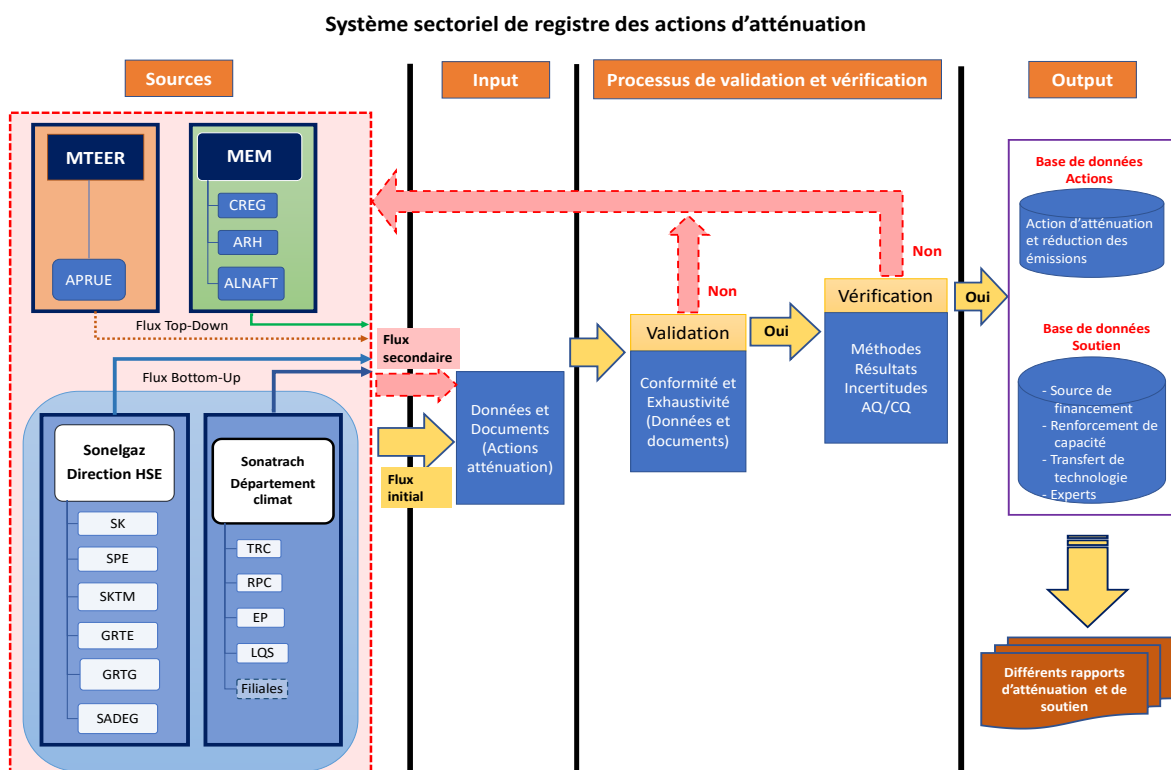 Système sectoriel de registre des actions d’atténuation
Sources
Input
Processus de validation et vérification
Output
MTEER
APRUE
MEM
CREG
ARH
ALNAFT
Flux Top-Down
Flux Bottom-Up
Sonelgaz
Direction HSE
SK
SPE
SKTM
GRTE
GRTG
SADEG
Sonatrach
Département
climat
TRC
RPC
EP
LQS
Filiales
Flux
secondaire
Flux
initial
Données et
Documents
(Actions
atténuation)
Non
Validation
Conformité et
Exhaustivité
(Données et
documents)
Oui
Non
Vérification
Méthodes
Résultats
Incertitudes
AQ/CQ
Oui
Base de données
Actions
Action d’atténuation
et réduction des
émissions
Base de données
Soutien
- Source de
financement
- Renforcement de
capacité
- Transfert de
technologie
- Experts
Différents rapports
d’atténuation et de
soutien